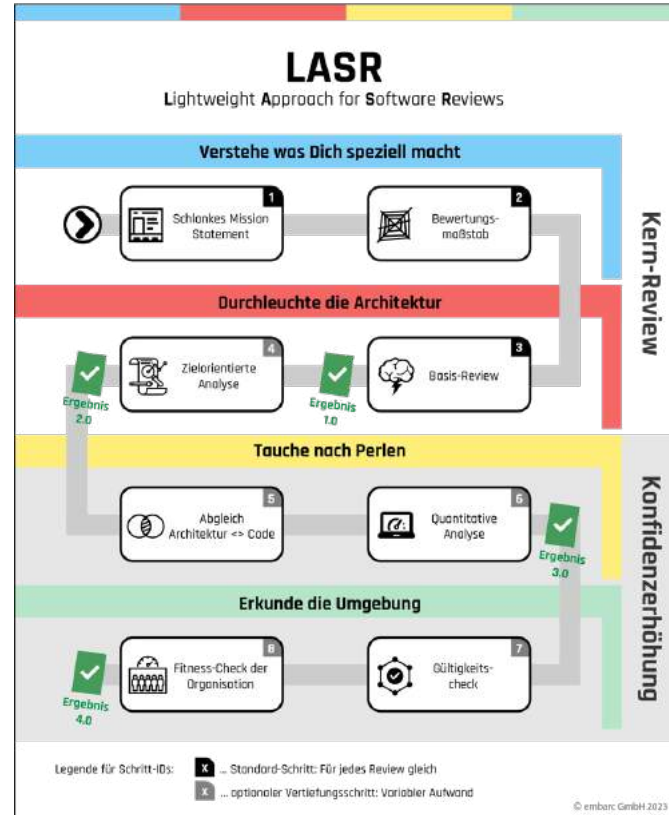 LASR
Lightweight Approach for Software Reviews
Verstehe was Dich speziell macht
1
Schlankes Mission
Statement
2
Bewertungs-
maßstab
Kern-Review
Durchleuchte die Architektur
4
Zielorientierte
Analyse
3
Basis-Review
Ergebnis
2.0
Ergebnis
1.0
Tauche nach Perlen
5
Abgleich
Architektur <> Code
6
Quantitative
Analyse
Ergebnis
3.0
Konfidenzerhöhung
Erkunde die Umgebung
8
Fitness-Check der
Organisation
7
Gültigkeits-
check
Ergebnis
4.0
Legende für Schritt-IDs:
X ... Standard-Schritt: Für jedes Review gleich
X ... optionaler Vertiefungsschritt: Variabler Aufwand
© embarc GmbH 2023